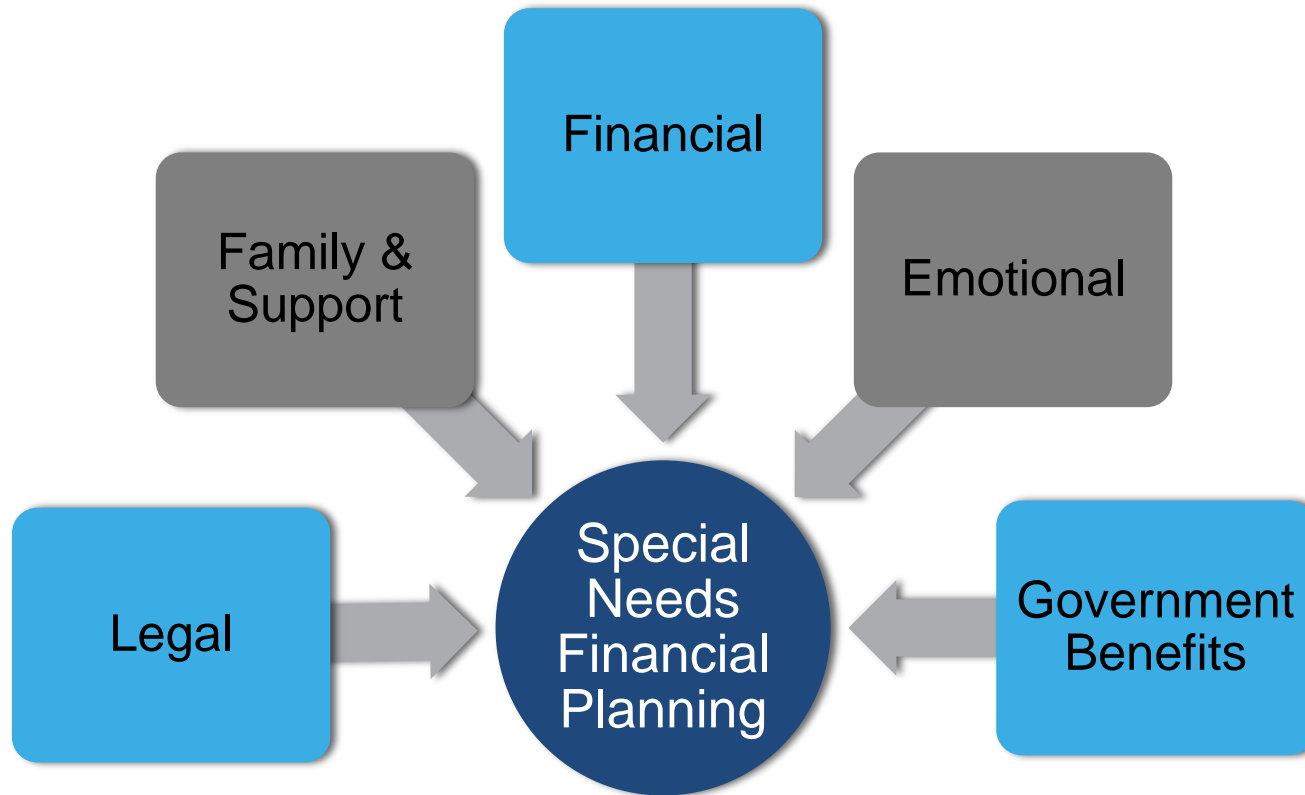 Financial
Family &
Support
Emotional
Legal
Special
Needs
Financial
Planning
Government
Benefits